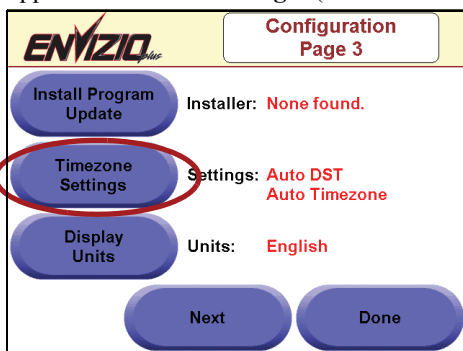 ENVIZIO plus
Configuration
Page 3
Install Program
Update
Installer: None found.
Timezone
Settings
Settings: Auto DST
Auto Timezone
Display
Units
Units: English
Next
Done